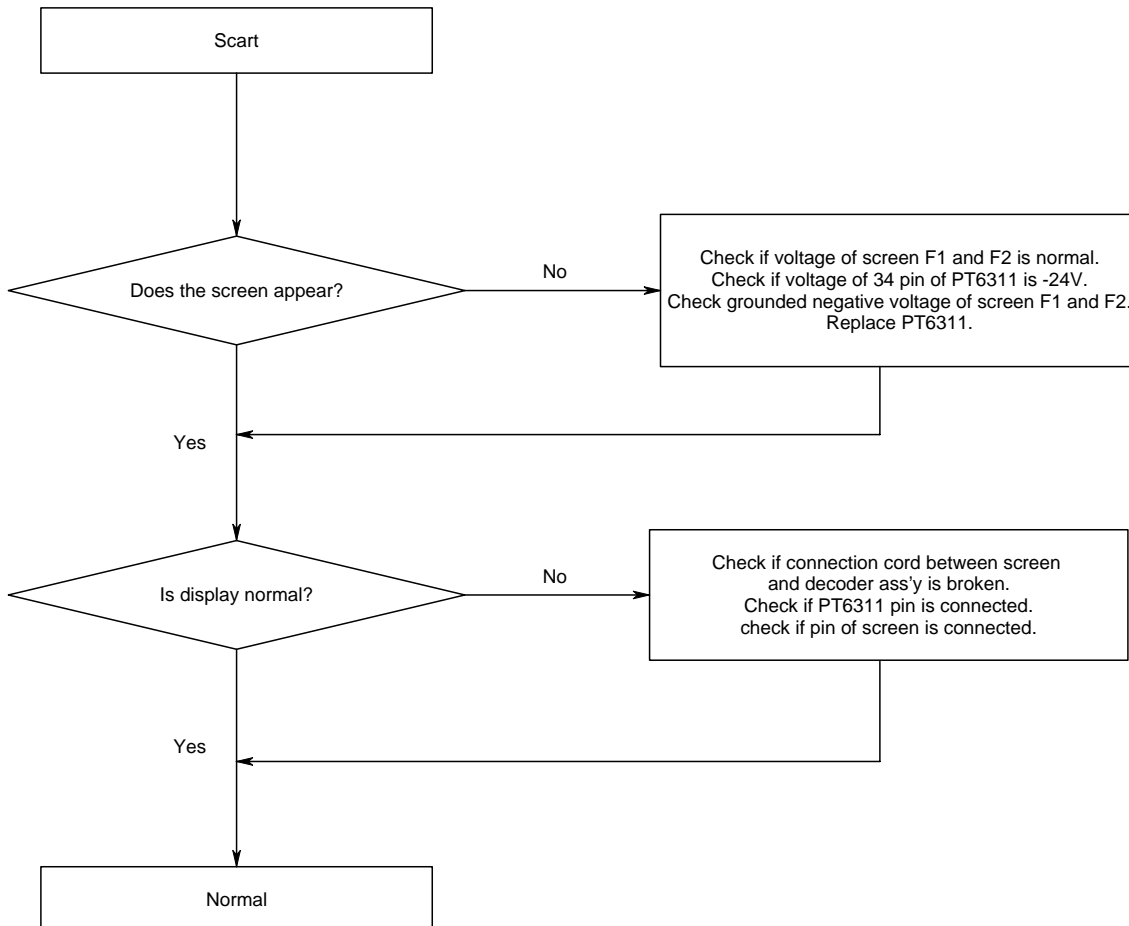 Scart
Does the screen appear?
No
Check if voltage of screen F1 and F2 is normal.
Check if voltage of 34 pin of PT6311 is -24V.
Check grounded negative voltage of screen F1 and F2.
Replace PT6311.
Yes
Is display normal?
No
Check if connection cord between screen
and decoder ass'y is broken.
Check if PT6311 pin is connected.
check if pin of screen is connected.
Yes
Normal